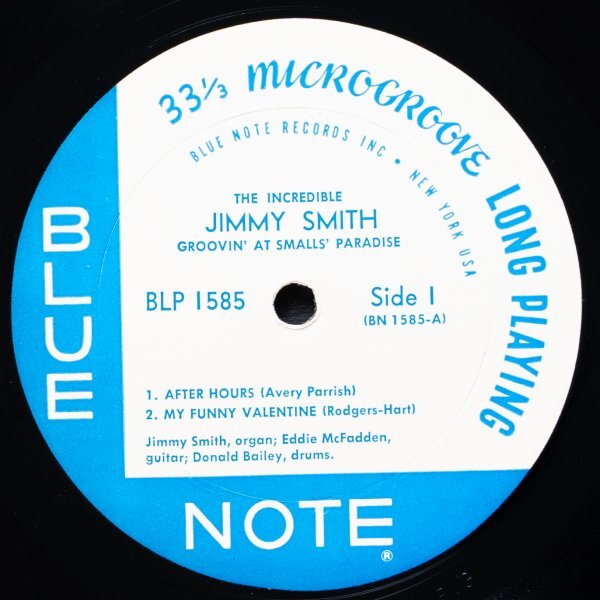 33⅓ MICROGROOVE LONG PLAYING
BLUE NOTE RECORDS INC • NEW YORK USA
THE INCREDIBLE
JIMMY SMITH
GROOVIN' AT SMALLS' PARADISE
BLP 1585
Side 1
(BN 1585-A)
1. AFTER HOURS (Avery Parrish)
2. MY FUNNY VALENTINE (Rodgers-Hart)
Jimmy Smith, organ; Eddie McFadden,
guitar; Donald Bailey, drums.
BLUE
NOTE®